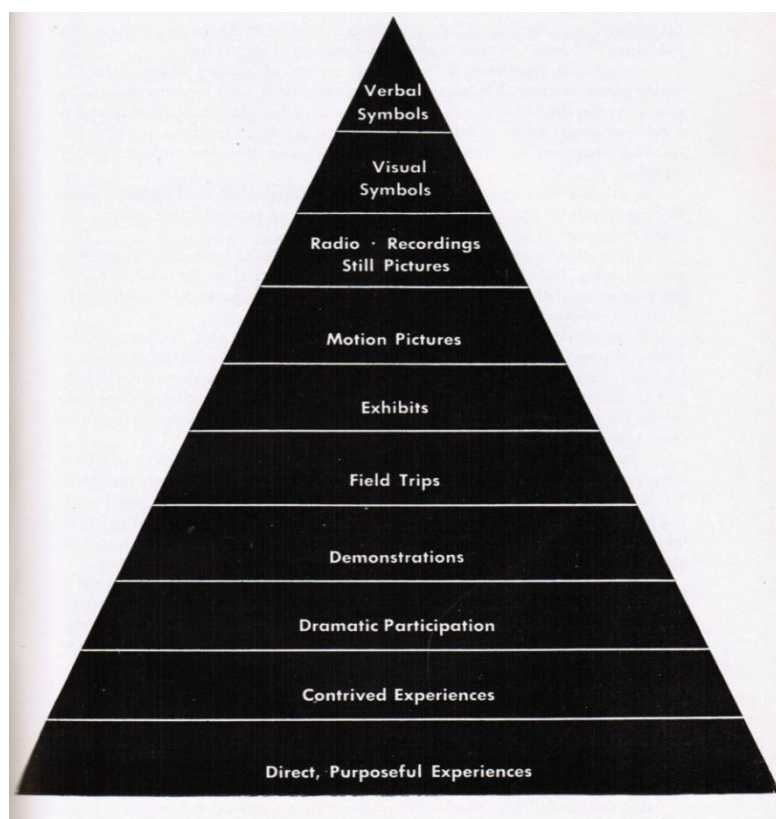 Verbal
Symbols
Visual
Symbols
Radio · Recordings
Still Pictures
Motion Pictures
Exhibits
Field Trips
Demonstrations
Dramatic Participation
Contrived Experiences
Direct, Purposeful Experiences